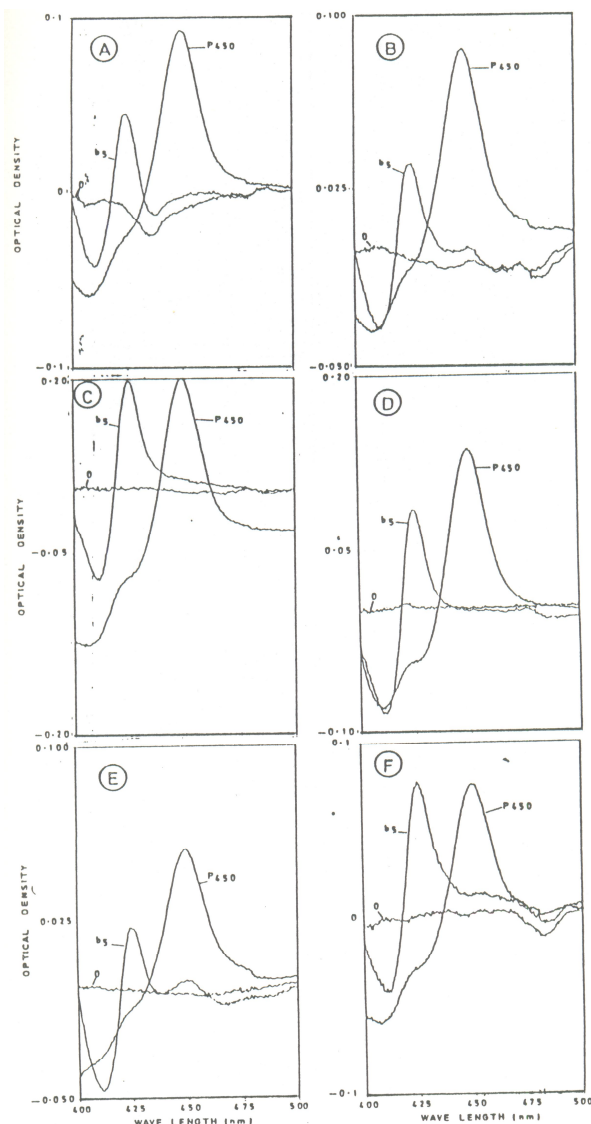 0.1
0.100
A
B
P450
P450
b5
b5
OPTICAL DENSITY
0.
0.025
0
-0.1
-0.050
0.20
0.20
C
D
b5
P450
P450
b5
0
OPTICAL DENSITY
-0.05
0.05
0
-0.20
-0.10
0.100
0.1
E
F
b5
P450
P450
b5
OPTICAL DENSITY
0.025
0
0
0
-0.050
-0.1
400 425 450 475 500
400 425 450 475 500
WAVE LENGTH (nm)
WAVE LENGTH (nm)